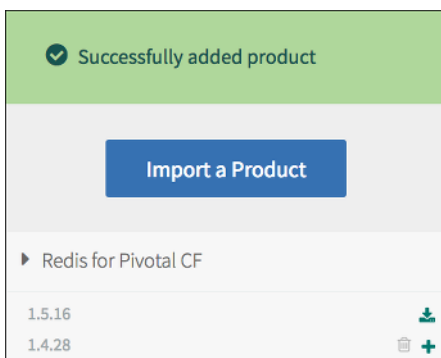 Successfully added product
Import a Product
Redis for Pivotal CF
1.5.16
1.4.28